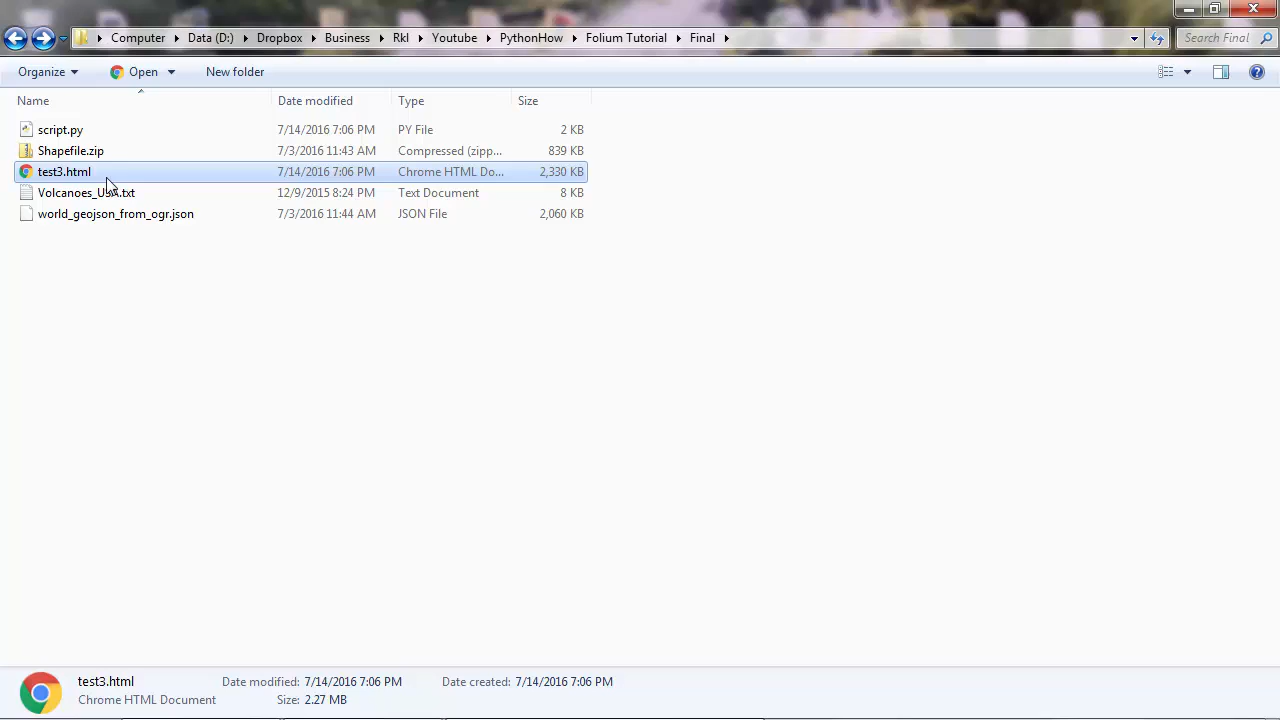 Computer Data (D:) Dropbox Business Rkl Youtube PythonHow Folium Tutorial Final Search Final
Organize Open New folder
Name Date modified Type Size
script.py 7/14/2016 7:06 PM PY File 2 KB
Shapefile.zip 7/3/2016 11:43 AM Compressed (zipp... 839 KB
test3.html 7/14/2016 7:06 PM Chrome HTML Do... 2,330 KB
Volcanoes_USA.txt 12/9/2015 8:24 PM Text Document 8 KB
world_geojson_from_ogr.json 7/3/2016 11:44 AM JSON File 2,060 KB
test3.html Date modified: 7/14/2016 7:06 PM Date created: 7/14/2016 7:06 PM
Chrome HTML Document Size: 2.27 MB